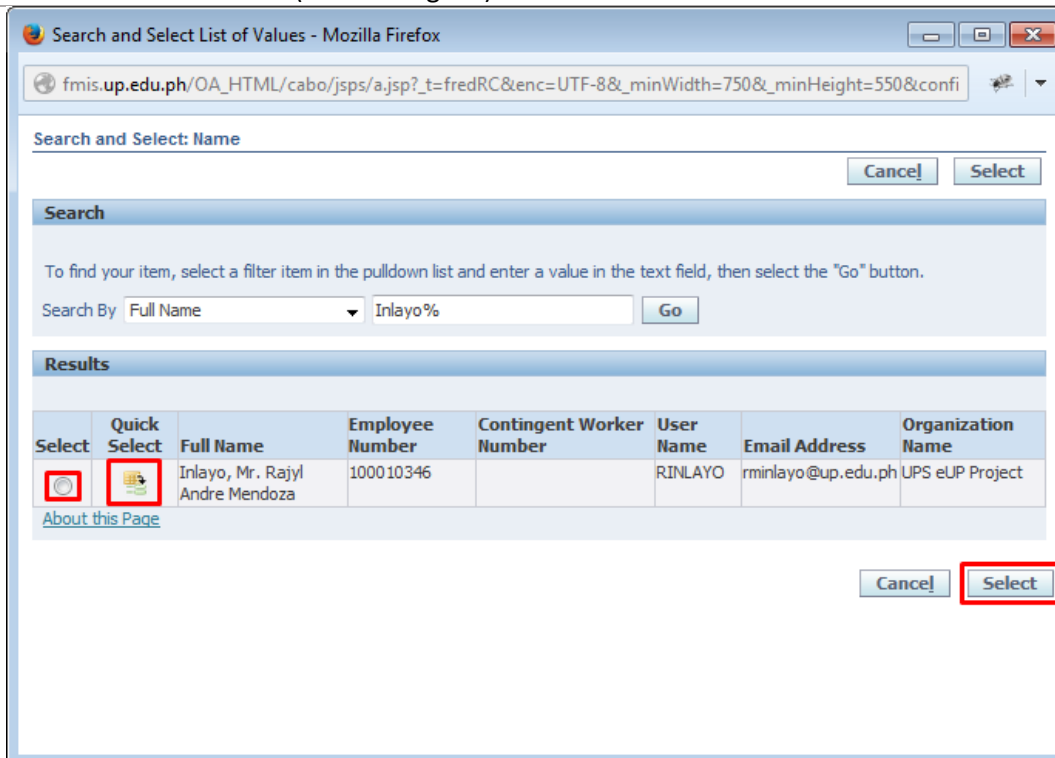 Search and Select List of Values - Mozilla Firefox
fmis.up.edu.ph/OA_HTML/cabo/jsps/a.jsp?_t=fredRC&enc=UTF-8&_minWidth=750&_minHeight=550&confi
Search and Select: Name
Cancel Select
Search
To find your item, select a filter item in the pulldown list and enter a value in the text field, then select the "Go" button.
Search By Full Name Inlayo% Go
Results
Select Quick Select Full Name Employee Number Contingent Worker Number User Name Email Address Organization Name
Inlayo, Mr. Rajyl Andre Mendoza 100010346 RINLAYO rminlayo@up.edu.ph UPS eUP Project
About this Page
Cancel Select